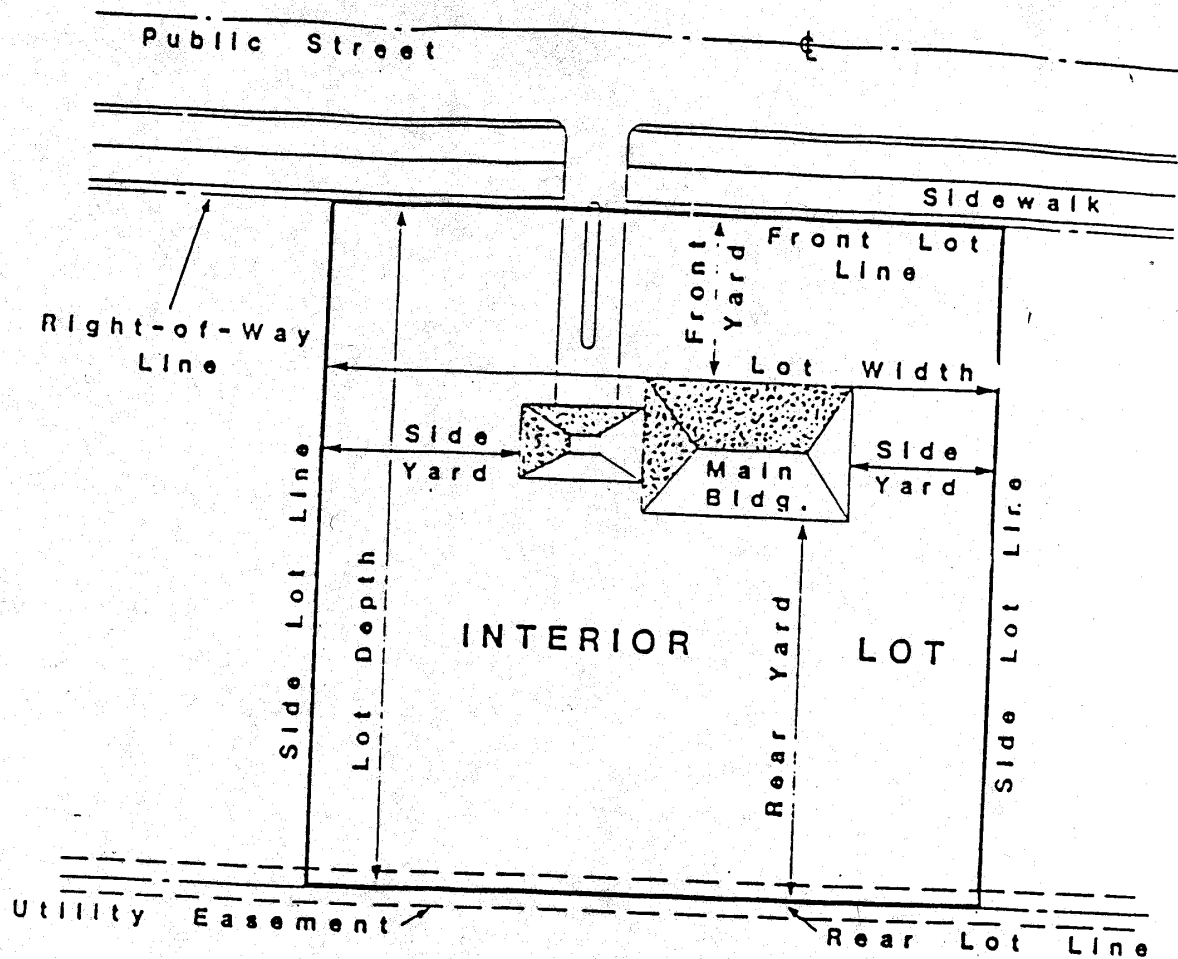 Public Street
℄
Sidewalk
Front Lot
Line
Front
Yard
Right-of-Way
Line
Lot Width
Side
Yard
Side
Yard
Main
Bldg.
Side Lot Line
Lot Depth
INTERIOR LOT
Rear Yard
Side Lot Line
Utility Easement
Rear Lot Line